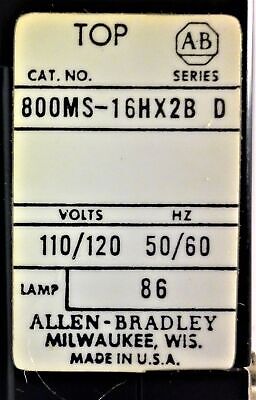 TOP
A-B
CAT. NO. SERIES
800MS-16HX2B D
VOLTS HZ
110/120 50/60
LAMP 86
ALLEN-BRADLEY
MILWAUKEE, WIS.
MADE IN U.S.A.